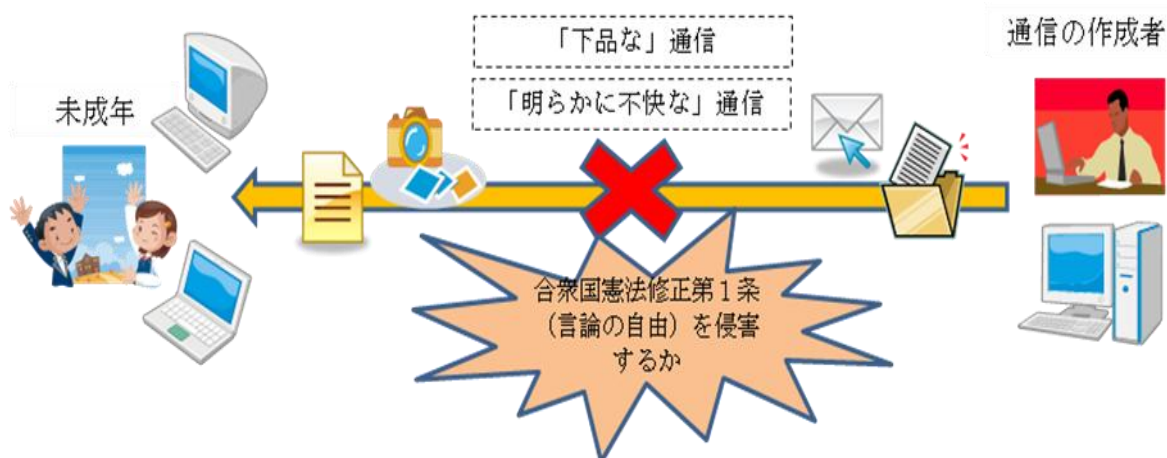 「下品な」通信
通信の作成者
未成年
「明らかに不快な」通信
合衆国憲法修正第１条
（言論の自由）を侵害
するか